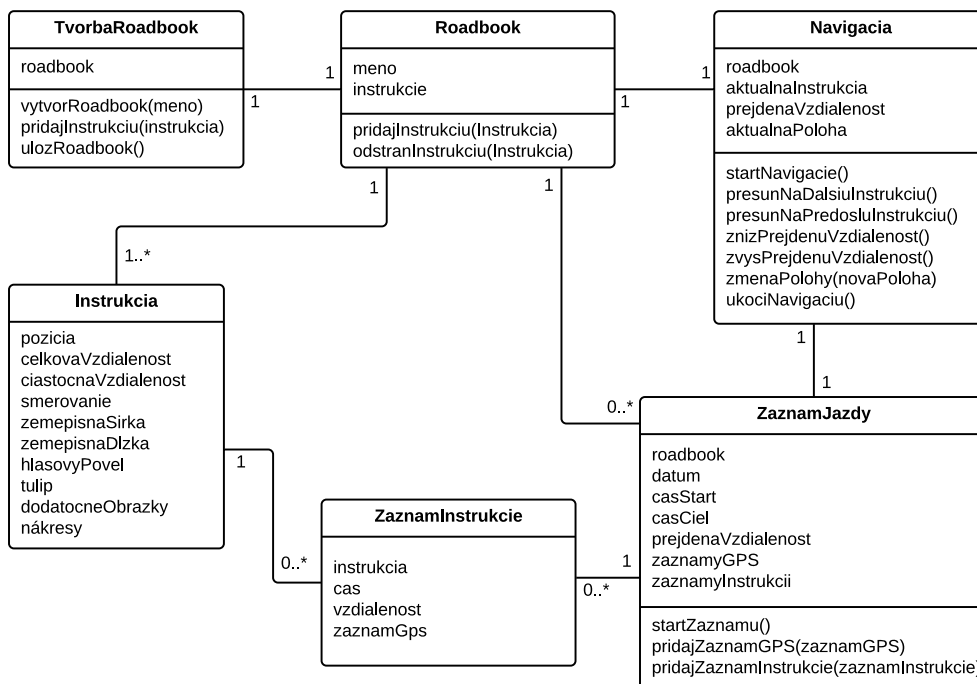 TvorbaRoadbook
roadbook
vytvorRoadbook(meno)
pridajInstrukciu(instrukcia)
ulozRoadbook()
1
1
Roadbook
meno
instrukcie
pridajInstrukciu(Instrukcia)
odstranInstrukciu(Instrukcia)
1
1
Navigacia
roadbook
aktualnaInstrukcia
prejdenaVzdialenost
aktualnaPoloha
startNavigacie()
presunNaDalsiuInstrukciu()
presunNaPredosluInstrukciu()
znizPrejdenuVzdialenost()
zvysPrejdenuVzdialenost()
zmenaPolohy(novaPoloha)
ukociNavigaciu()
1
1
1..*
1
1
0..*
Instrukcia
pozicia
celkovaVzdialenost
ciastocnaVzdialenost
smerovanie
zemepisnaSirka
zemepisnaDlzka
hlasovyPovel
tulip
dodatocneObrazky
nákresy
1
0..*
ZaznamInstrukcie
instrukcia
cas
vzdialenost
zaznamGps
1
0..*
ZaznamJazdy
roadbook
datum
casStart
casCiel
prejdenaVzdialenost
zaznamyGPS
zaznamyInstrukcii
startZaznamu()
pridajZaznamGPS(zaznamGPS)
pridajZaznamInstrukcie(zaznamInstrukcie)